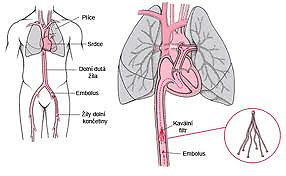 Plíce
Srdce
Dolní dutá
žíla
Embolus
Žíly dolní
končetiny
Kavální
filtr
Embolus